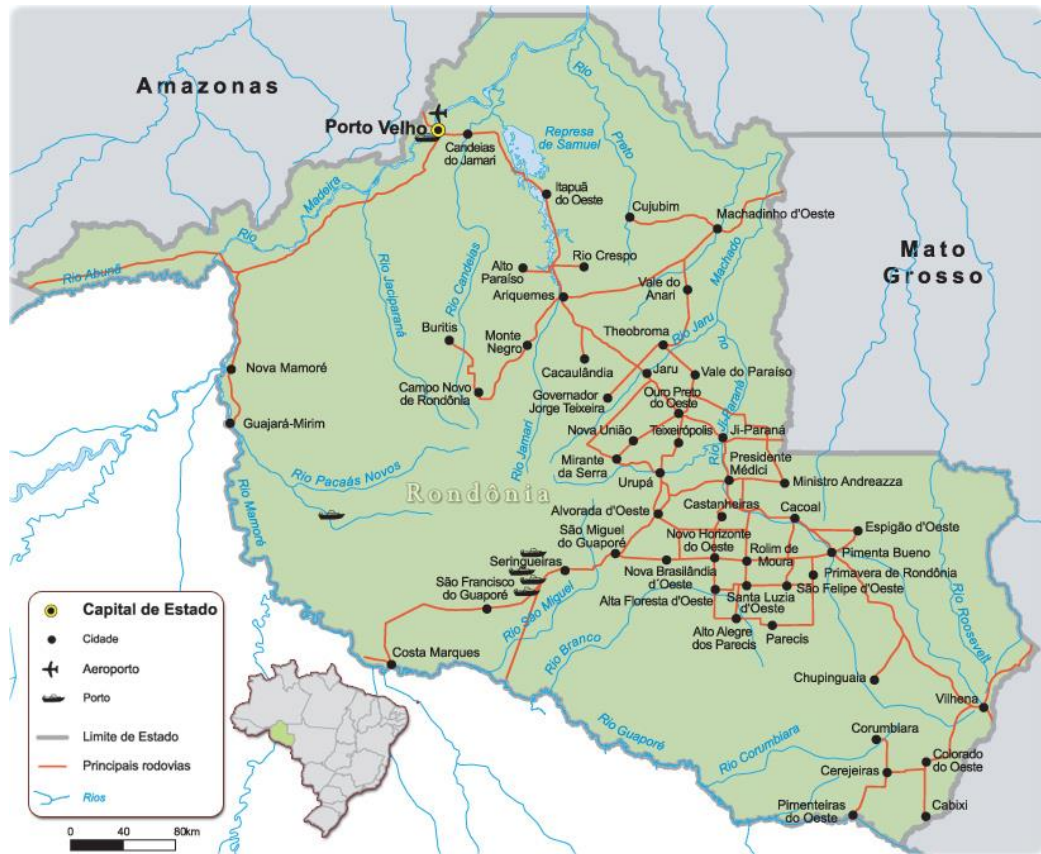 Amazonas
Porto Velho
Candeias
do Jamari
Represa
de Samuel
Rio
Preto
Itapuã
do Oeste
Cujubim
Machadinho d'Oeste
Mato
Grosso
Rio
Madeira
Rio Abunã
Rio Jaciparaná
Rio Candeias
Alto
Paraíso
Rio Crespo
Ariquemes
Vale do
Anari
Machado
Buritis
Monte
Negro
Theobroma
Rio Jaru
no
Cacaulândia
Jaru
Vale do Paraíso
Nova Mamoré
Campo Novo
de Rondônia
Governador
Jorge Teixeira
Ouro Preto
do Oeste
Guajará-Mirim
Rio Jamari
Nova União
Teixeirópolis
Rio Ji-Paraná
Ji-Paraná
Mirante
da Serra
Presidente
Médici
Rio Pacaás Novos
Urupá
Ministro Andreazza
Rondônia
Rio Mamoré
Alvorada d'Oeste
Castanheiras
Cacoal
Espigão d'Oeste
São Miguel
do Guaporé
Novo Horizonte
do Oeste
Rolim de
Moura
Pimenta Bueno
Seringueiras
Nova Brasilândia
d´Oeste
Primavera de Rondônia
São Francisco
do Guaporé
Alta Floresta d'Oeste
Santa Luzia
d'Oeste
São Felipe d'Oeste
Rio São Miguel
Alto Alegre
dos Parecis
Parecis
Rio Roosevelt
Rio Branco
Costa Marques
Chupinguaia
Vilhena
Rio Guaporé
Corumbiara
Rio Corumbiara
Cerejeiras
Colorado
do Oeste
Pimenteiras
do Oeste
Cabixi
Capital de Estado
Cidade
Aeroporto
Porto
Limite de Estado
Principais rodovias
Rios
0 40 80km